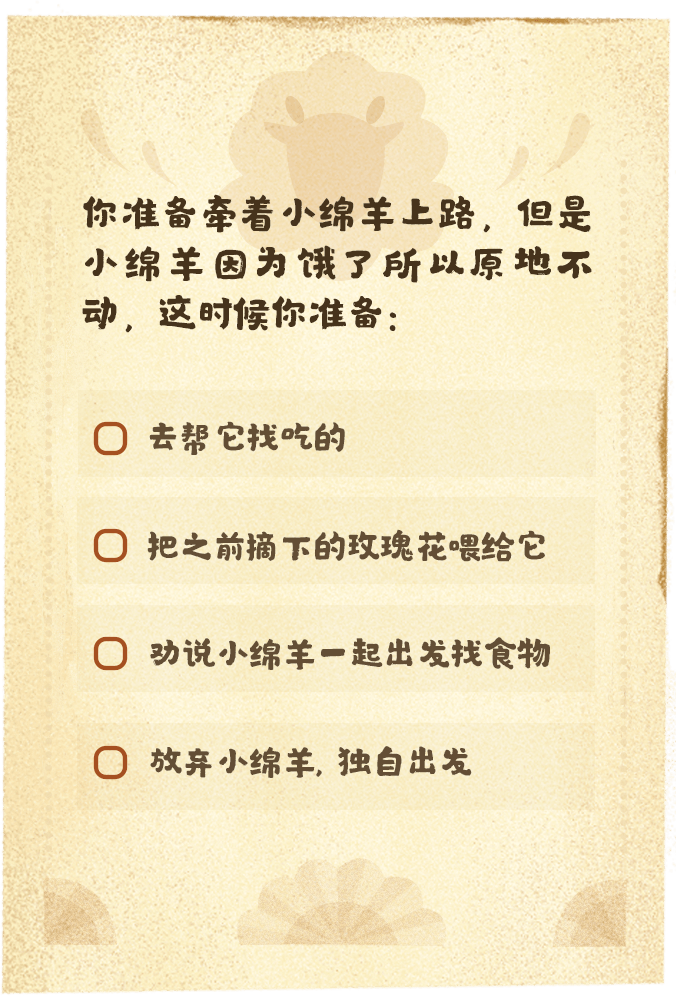 你准备牵着小绵羊上路，但是
小绵羊因为饿了所以原地不
动，这时候你准备：
去帮它找吃的
把之前摘下的玫瑰花喂给它
劝说小绵羊一起出发找食物
放弃小绵羊，独自出发